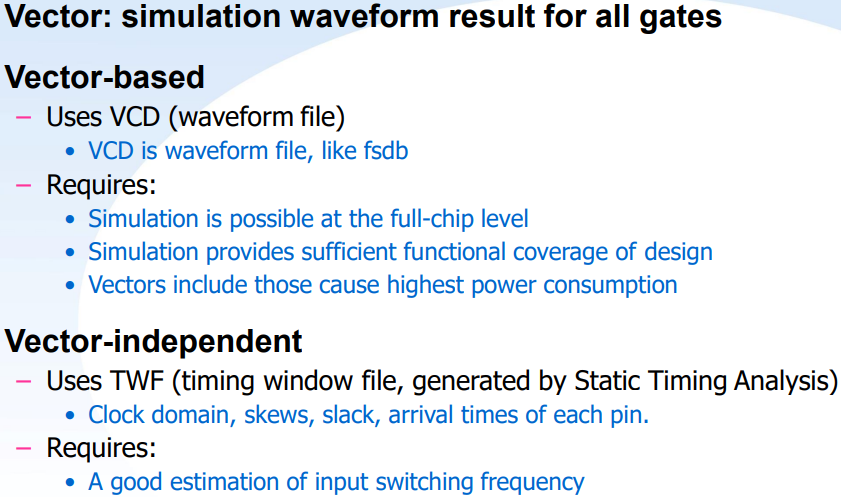 Vector: simulation waveform result for all gates
Vector-based
– Uses VCD (waveform file)
• VCD is waveform file, like fsdb
– Requires:
• Simulation is possible at the full-chip level
• Simulation provides sufficient functional coverage of design
• Vectors include those cause highest power consumption
Vector-independent
– Uses TWF (timing window file, generated by Static Timing Analysis)
• Clock domain, skews, slack, arrival times of each pin.
– Requires:
• A good estimation of input switching frequency